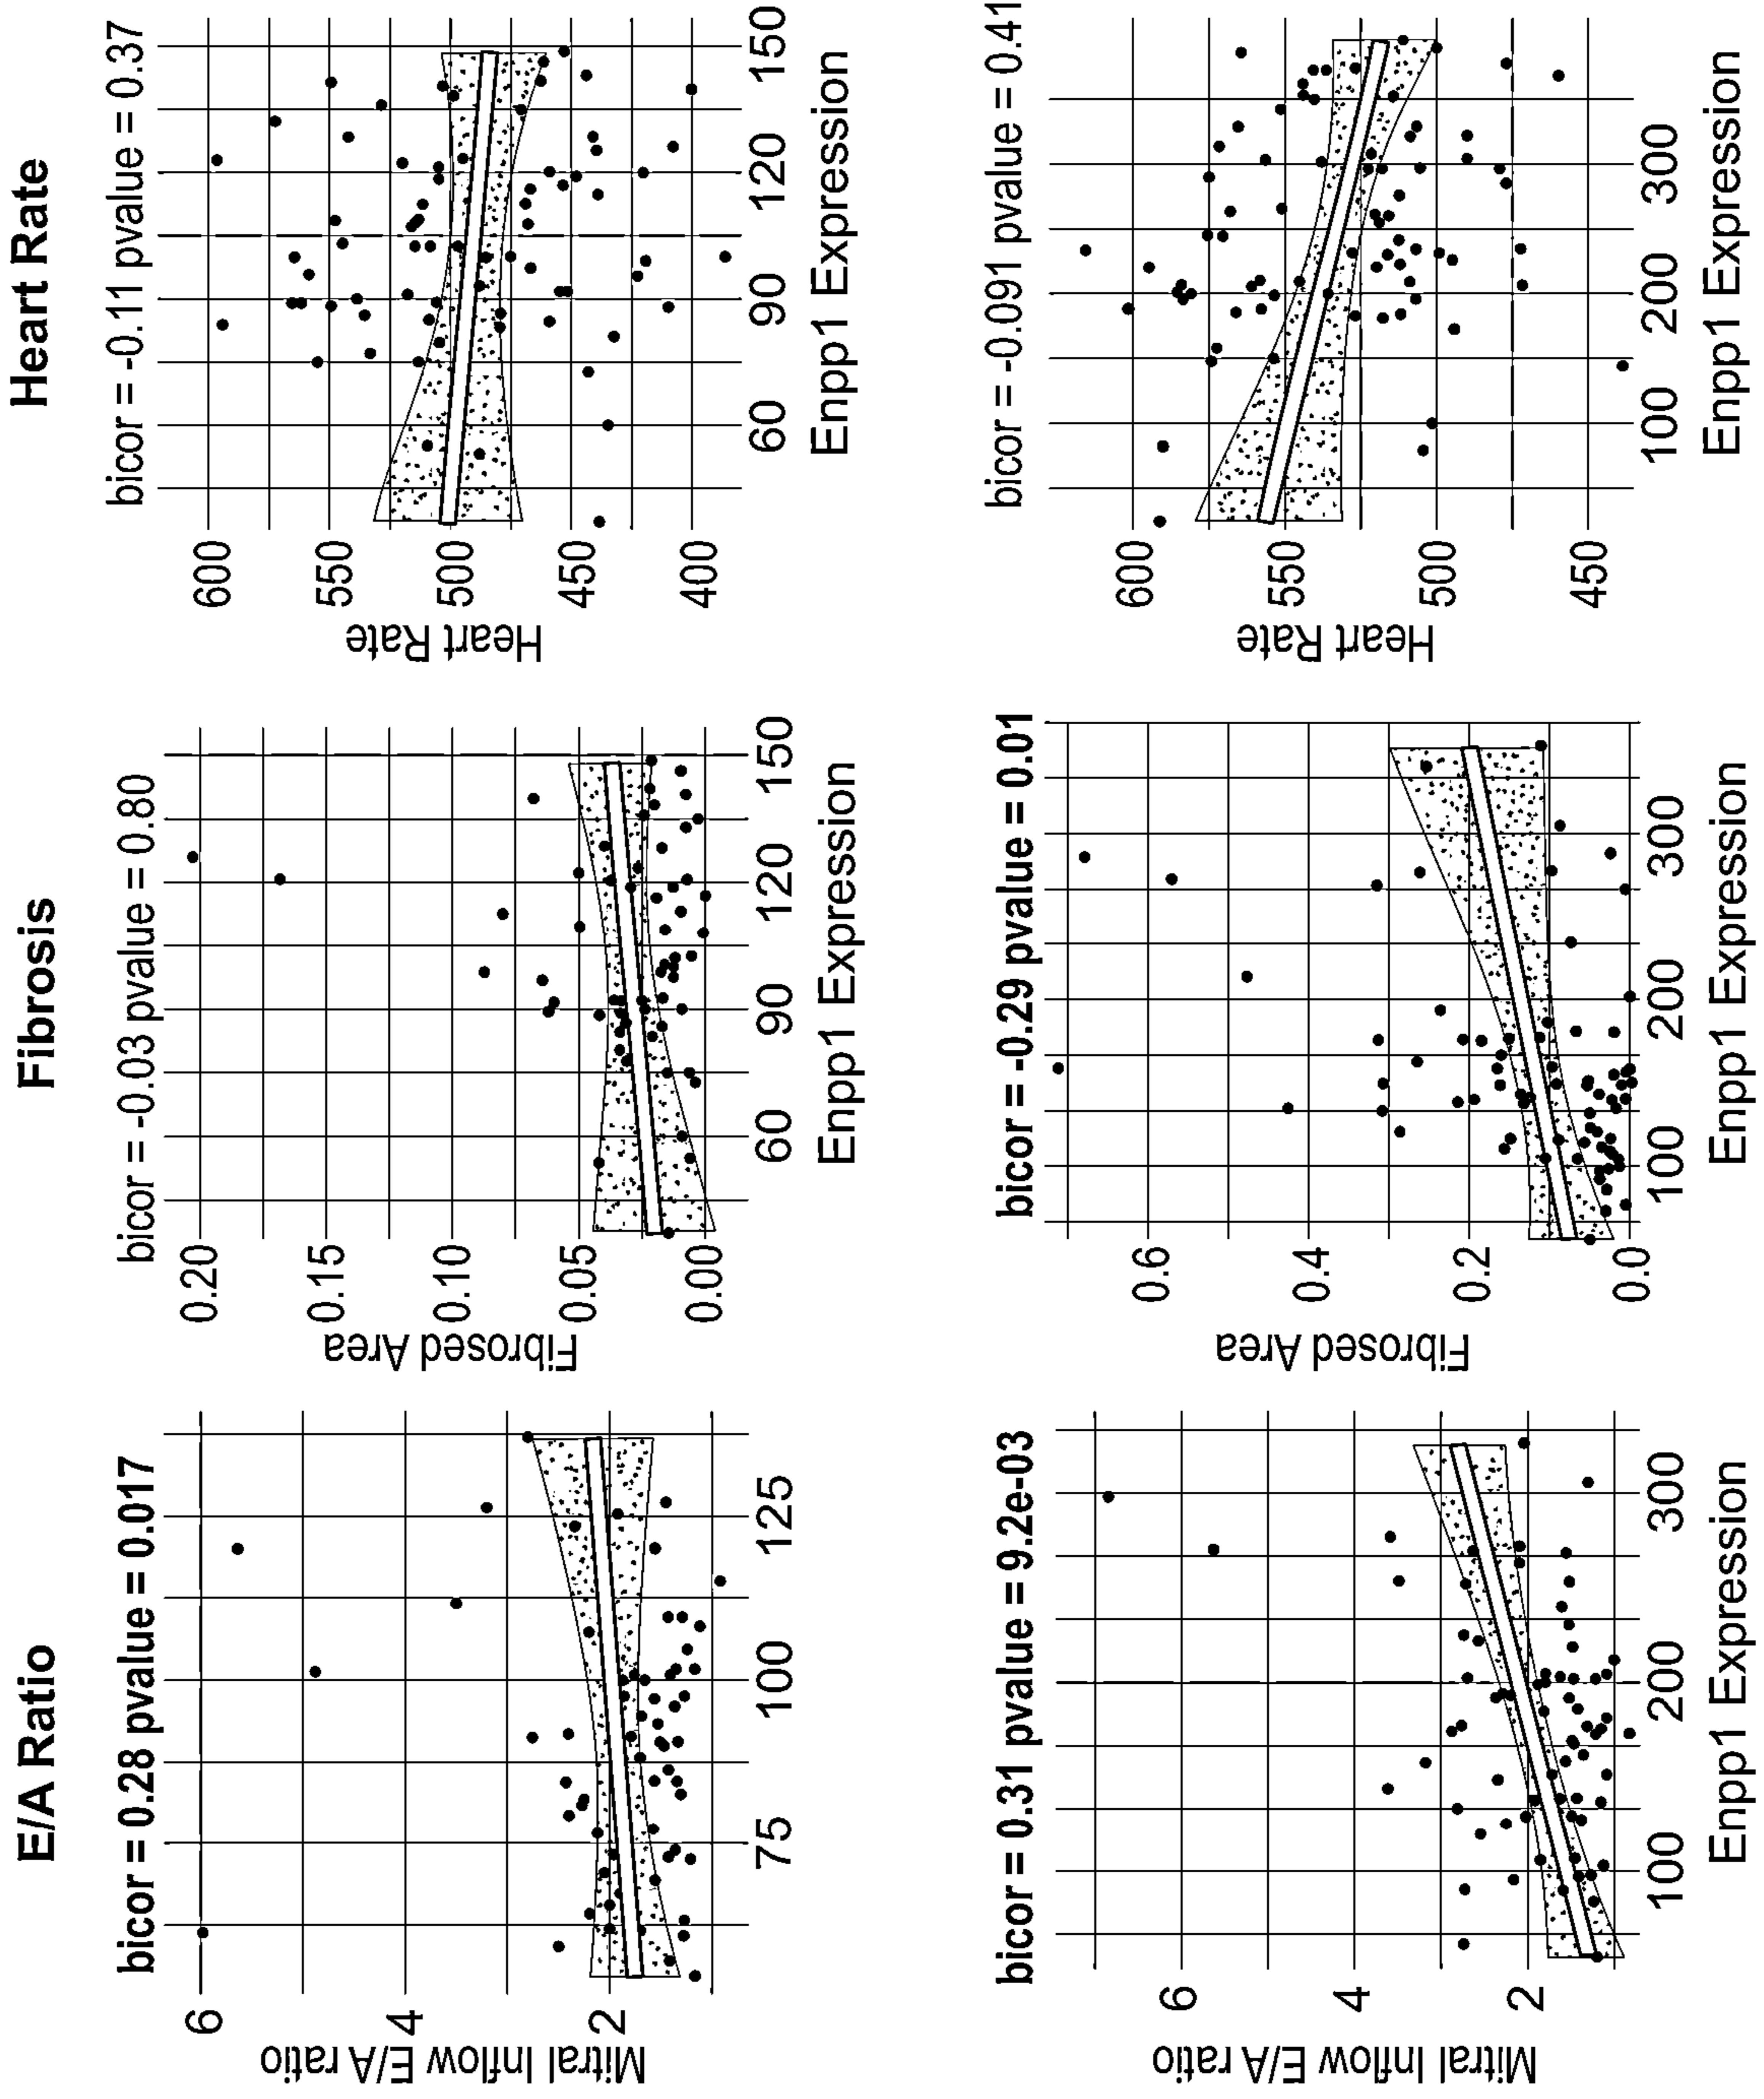 E/A Ratio
Fibrosis
Heart Rate
bicor = 0.28 pvalue = 0.017
Mitral Inflow E/A ratio
6
4
2
75
100
125
bicor = -0.03 pvalue = 0.80
Fibrosed Area
0.20
0.15
0.10
0.05
0.00
60
90
120
150
Enpp1 Expression
bicor = -0.11 pvalue = 0.37
Heart Rate
600
550
500
450
400
60
90
120
150
Enpp1 Expression
bicor = 0.31 pvalue = 9.2e-03
Mitral Inflow E/A ratio
6
4
2
100
200
300
Enpp1 Expression
bicor = -0.29 pvalue = 0.01
Fibrosed Area
0.6
0.4
0.2
0.0
100
200
300
Enpp1 Expression
bicor = -0.091 pvalue = 0.41
Heart Rate
600
550
500
450
100
200
300
Enpp1 Expression